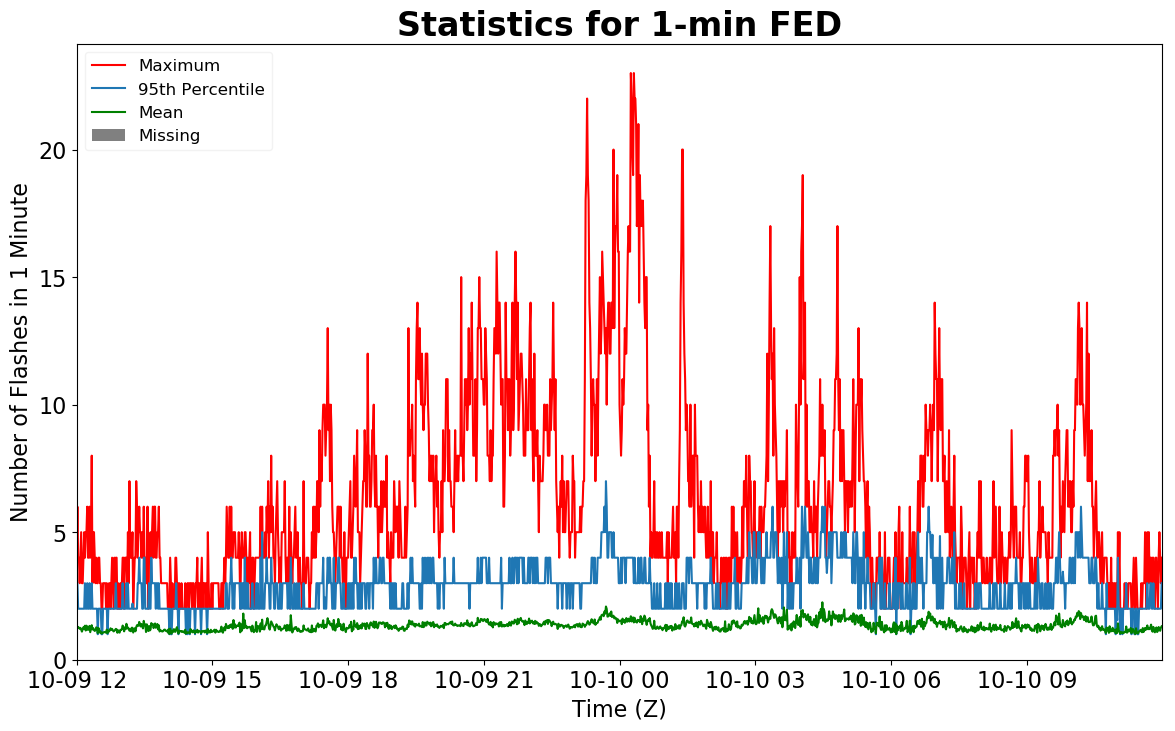 Statistics for 1-min FED
Maximum
95th Percentile
Mean
Missing
Number of Flashes in 1 Minute
20
15
10
5
0
10-09 12 10-09 15 10-09 18 10-09 21 10-10 00 10-10 03 10-10 06 10-10 09
Time (Z)